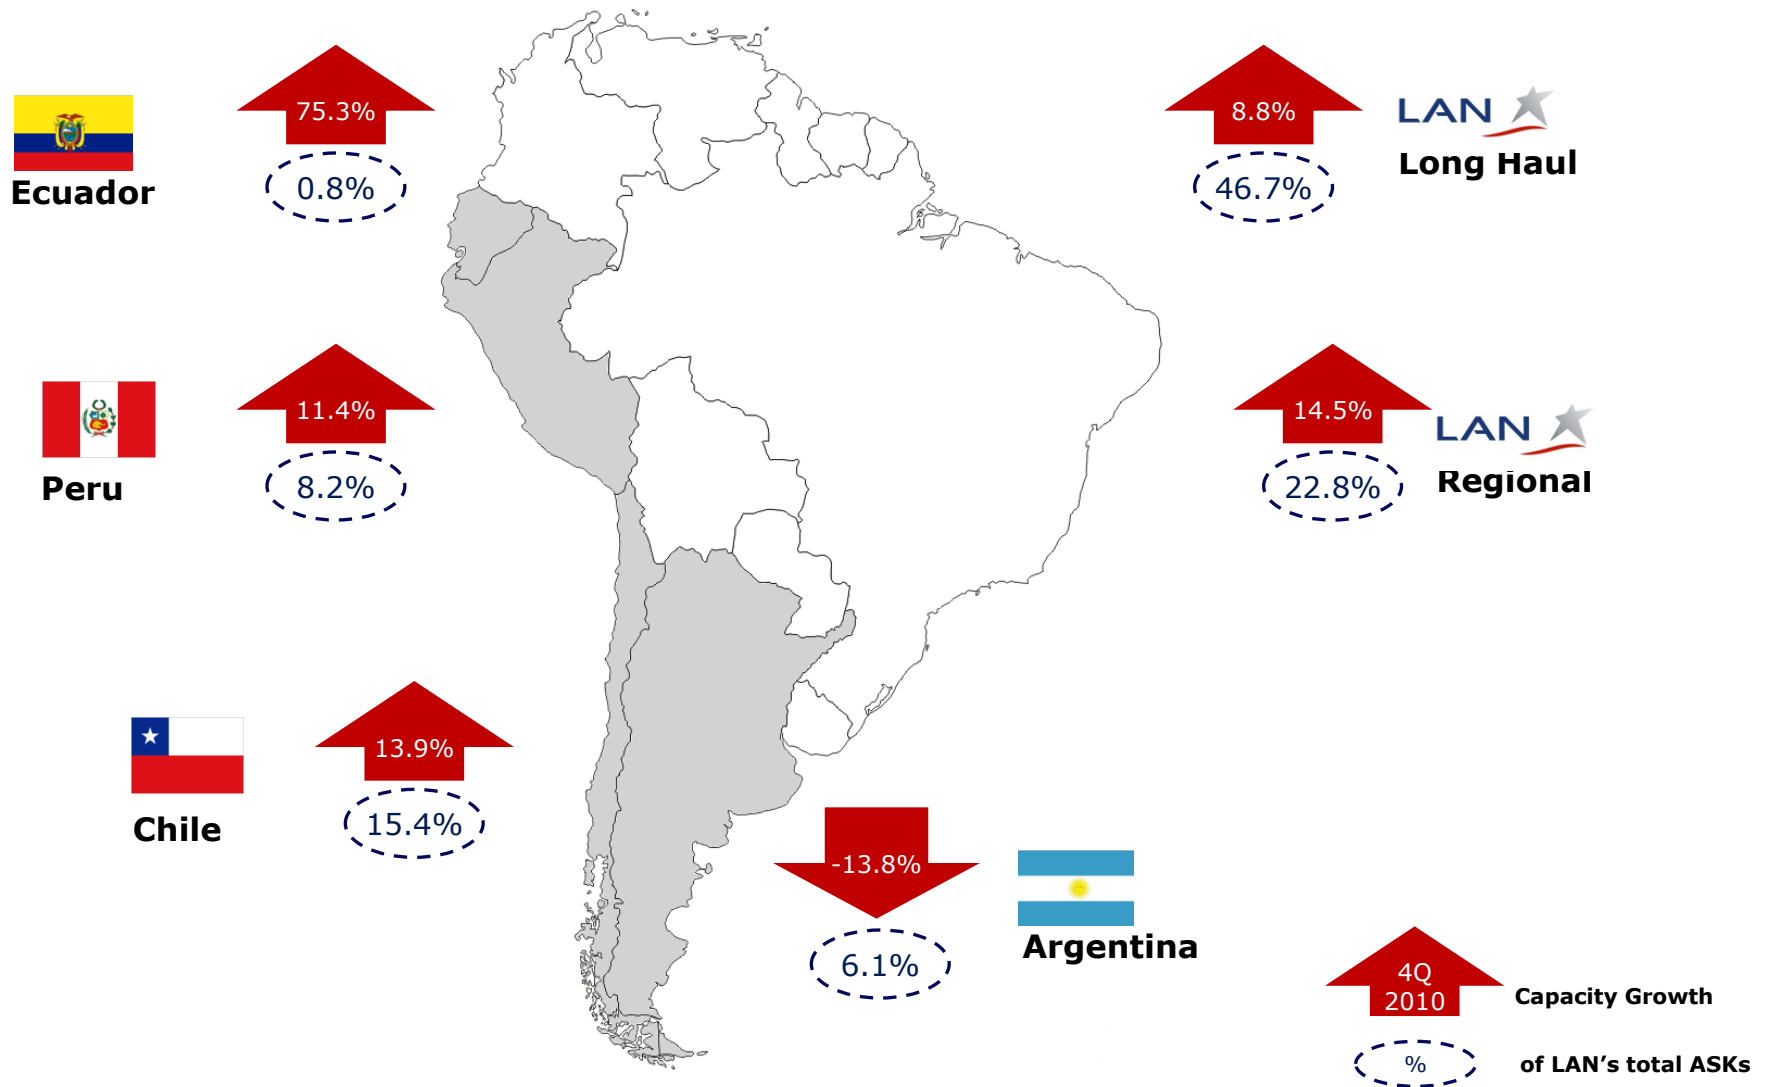 75.3%
0.8%
Ecuador
8.8%
46.7%
LAN
Long Haul
11.4%
8.2%
Peru
14.5%
22.8%
LAN
Regional
13.9%
15.4%
Chile
-13.8%
6.1%
Argentina
4Q
2010
Capacity Growth
%
of LAN’s total ASKs